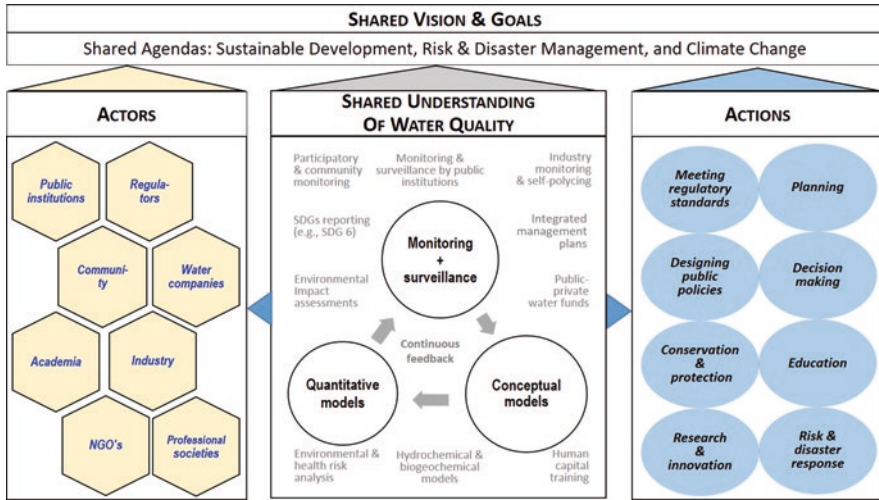 SHARED VISION & GOALS
Shared Agendas: Sustainable Development, Risk & Disaster Management, and Climate Change
ACTORS
Public
institutions
Regula-
tors
Communi-
ty
Water
companies
Academia
Industry
NGO's
Professional
societies
SHARED UNDERSTANDING
OF WATER QUALITY
Participatory
& community
monitoring
Monitoring &
surveillance by public
institutions
Industry
monitoring
& self-polycing
SDGs reporting
(e.g., SDG 6)
Monitoring
+
surveillance
Integrated
management
plans
Environmental
Impact
assessments
Public-
private
water funds
Continuous
feedback
Quantitative
models
Conceptual
models
Environmental &
health risk
analysis
Hydrochemical &
biogeochemical
models
Human
capital
training
ACTIONS
Meeting
regulatory
standards
Planning
Designing
public
policies
Decision
making
Conservation
&
protection
Education
Research
&
innovation
Risk &
disaster
response